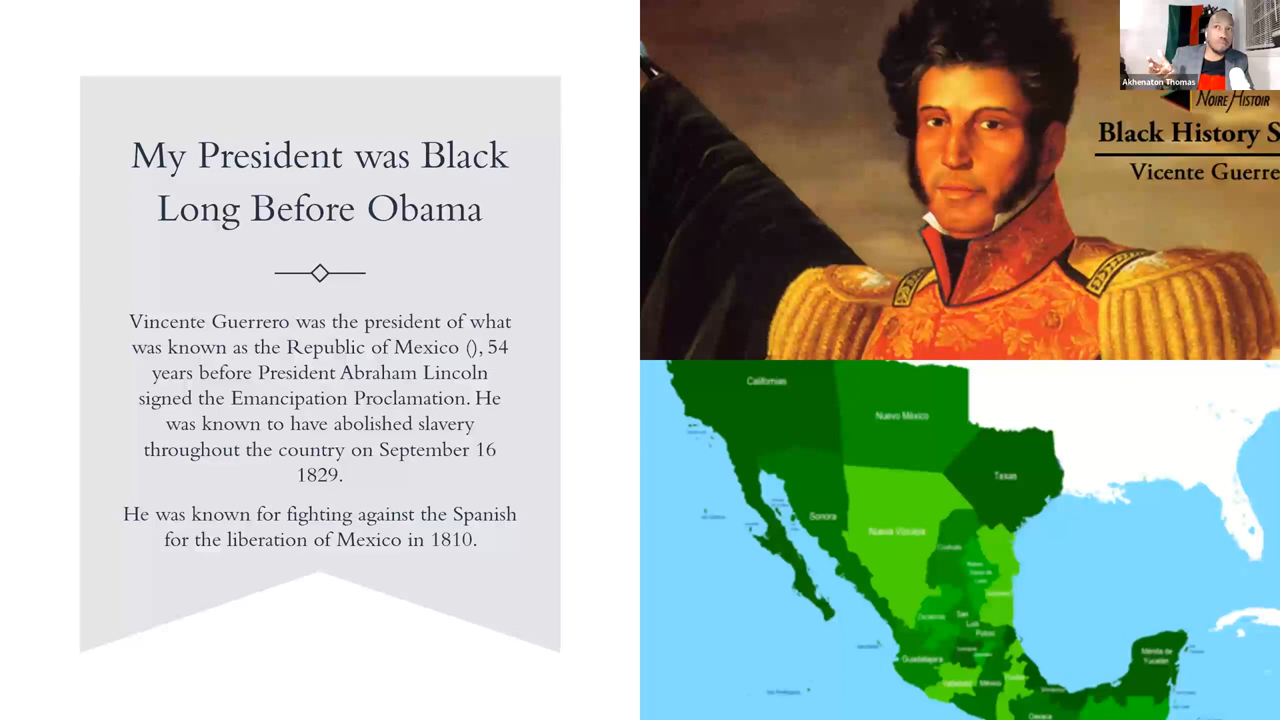 My President was Black
Long Before Obama
Vincente Guerrero was the president of what
was known as the Republic of Mexico (), 54
years before President Abraham Lincoln
signed the Emancipation Proclamation. He
was known to have abolished slavery
throughout the country on September 16
1829.
He was known for fighting against the Spanish
for the liberation of Mexico in 1810.
Akhenaton Thomas
NOIRE HISTOIR
Black History S
Vicente Guerre
Californias
Nuevo México
Texas
Sonora
Nueva Vizcaya
Coahuila
San
Luis
Potosi
Guadalajara
México
Mérida de
Yucatán
Oaxaca